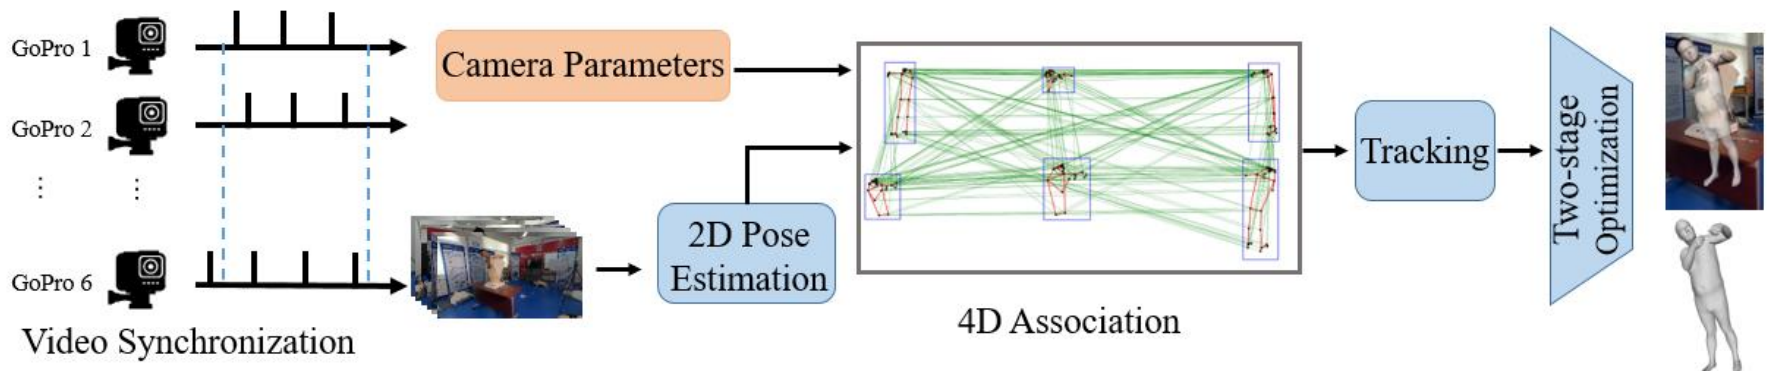 GoPro 1
GoPro 2
⋮ ⋮
GoPro 6
Video Synchronization
Camera Parameters
2D Pose
Estimation
4D Association
Tracking
Two-stage
Optimization